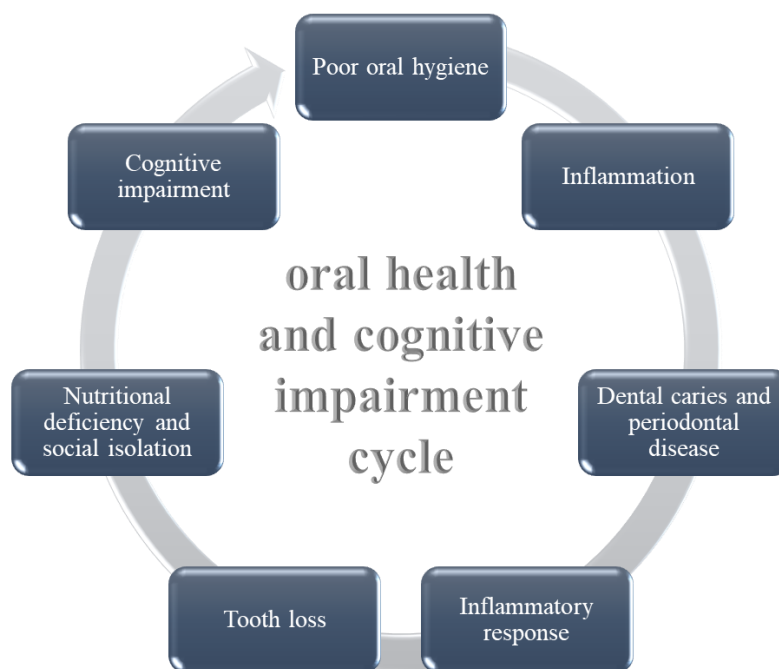 Poor oral hygiene
Inflammation
Dental caries and
periodontal
disease
Inflammatory
response
Tooth loss
Nutritional
deficiency and
social isolation
Cognitive
impairment
oral health
and cognitive
impairment
cycle